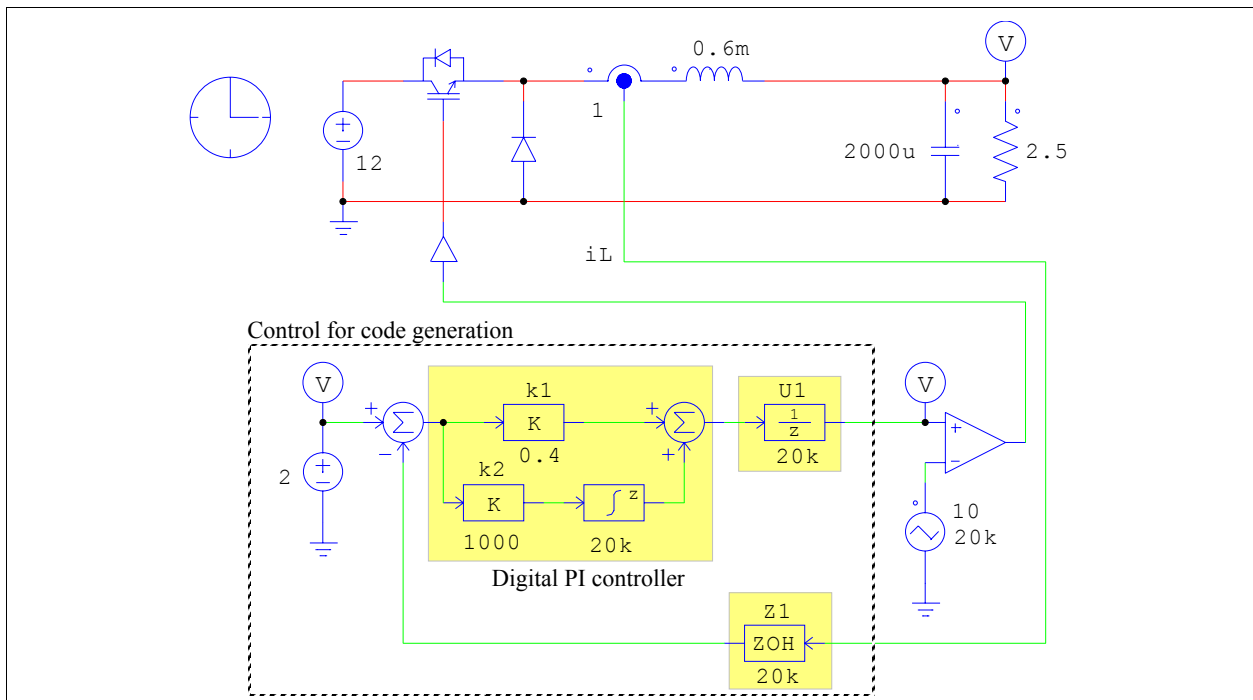 V
0.6m
1
12
2000u
2.5
iL
Control for code generation
V
k1
K
0.4
Σ
Σ
U1
1
z
20k
V
2
k2
K
1000
∫ z
20k
10
20k
Digital PI controller
Z1
ZOH
20k